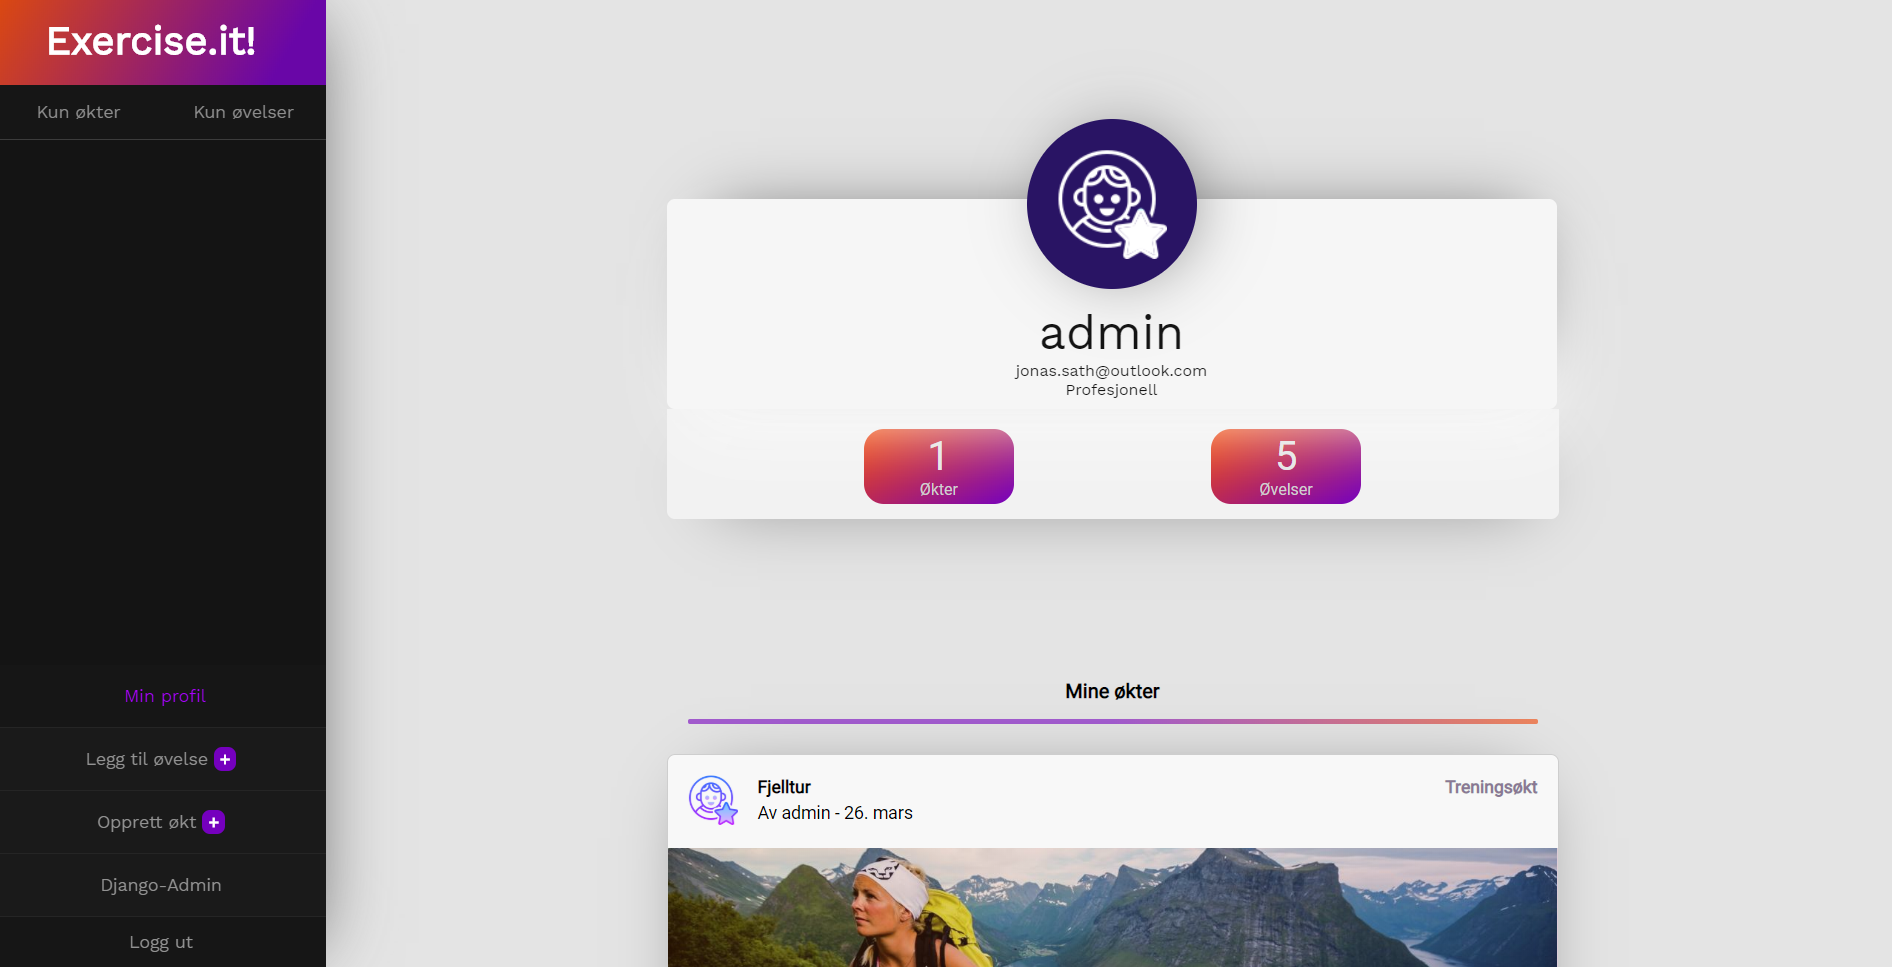 Exercise.it!
Kun økter
Kun øvelser
Min profil
Legg til øvelse +
Opprett økt +
Django-Admin
Logg ut
admin
jonas.sath@outlook.com
Profesjonell
1
Økter
5
Øvelser
Mine økter
Fjelltur
Av admin - 26. mars
Treningsøkt